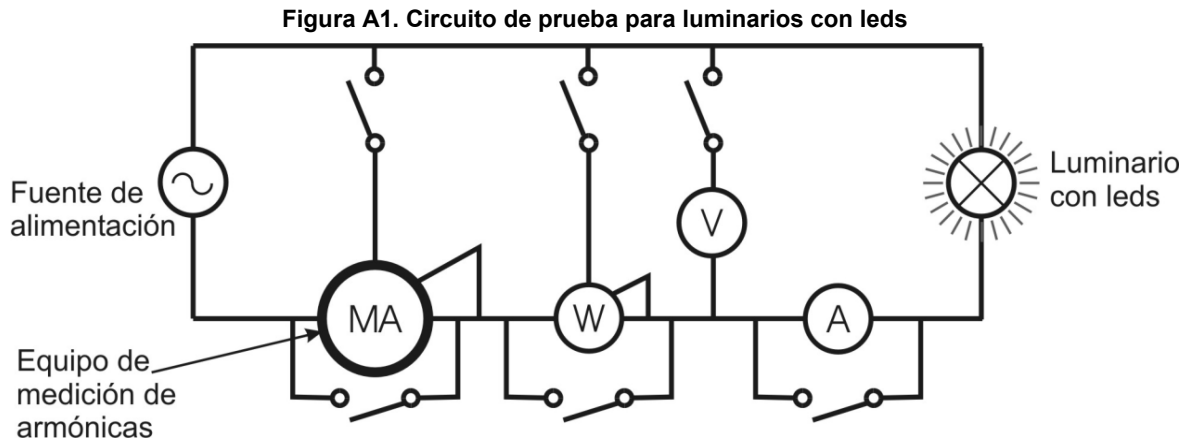 Figura A1. Circuito de prueba para luminarios con leds
Fuente de
alimentación
MA
W
V
A
Luminario
con leds
Equipo de
medición de
armónicas